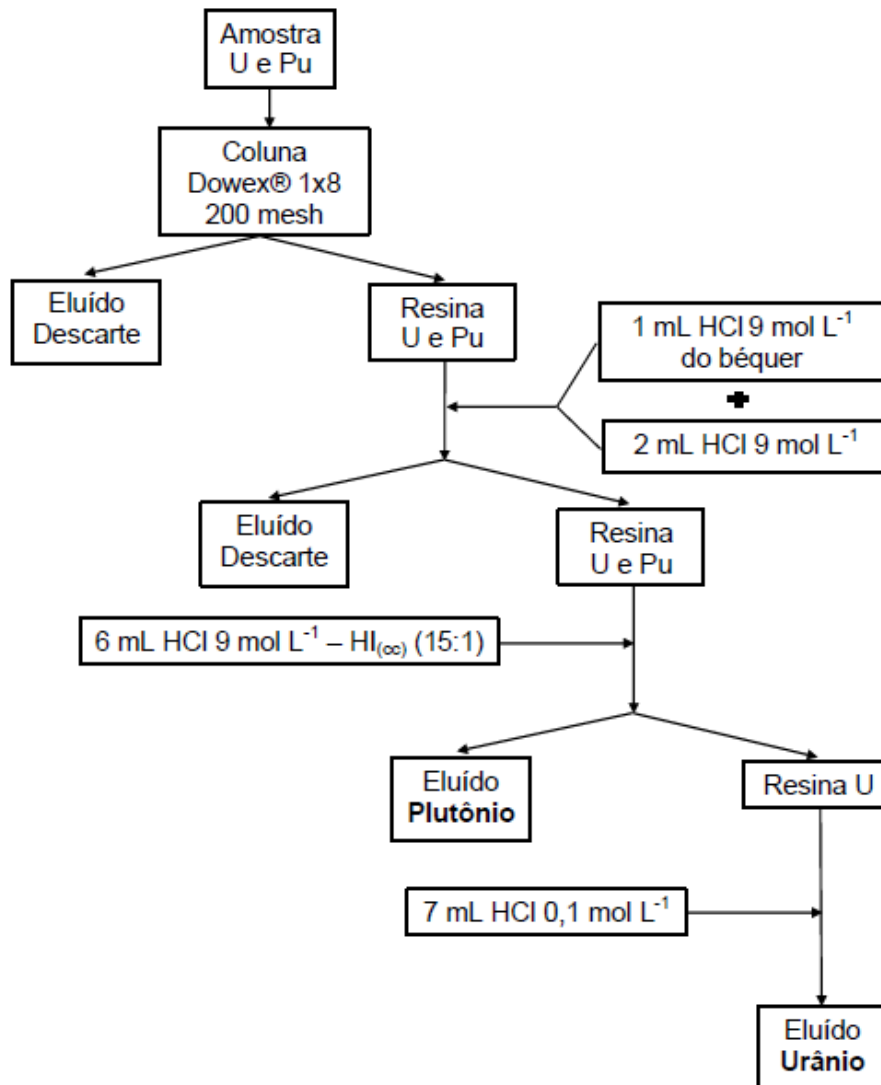 Amostra
U e Pu
Coluna
Dowex® 1x8
200 mesh
Eluído
Descarte
Resina
U e Pu
1 mL HCl 9 mol L⁻¹
do béquer
+
2 mL HCl 9 mol L⁻¹
Eluído
Descarte
Resina
U e Pu
6 mL HCl 9 mol L⁻¹ – HI₍∝₎ (15:1)
Eluído
Plutônio
Resina U
7 mL HCl 0,1 mol L⁻¹
Eluído
Urânio